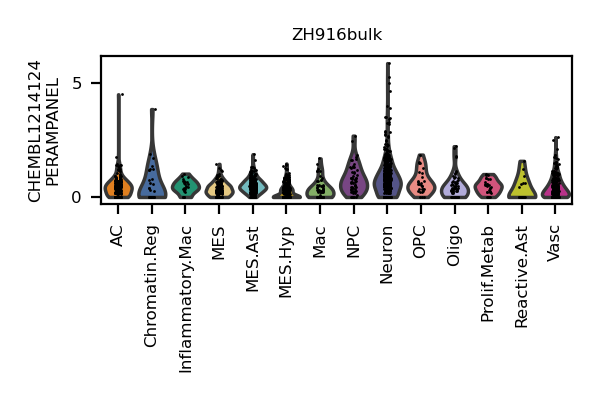 ZH916bulk
CHEMBL1214124
PERAMPANEL
5
0
AC
Chromatin.Reg
Inflammatory.Mac
MES
MES.Ast
MES.Hyp
Mac
NPC
Neuron
OPC
Oligo
Prolif.Metab
Reactive.Ast
Vasc